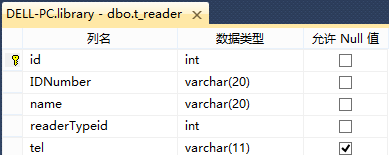 DELL-PC.library - dbo.t_reader
列名 数据类型 允许 Null 值
id int
IDNumber varchar(20)
name varchar(20)
readerTypeid int
tel varchar(11)